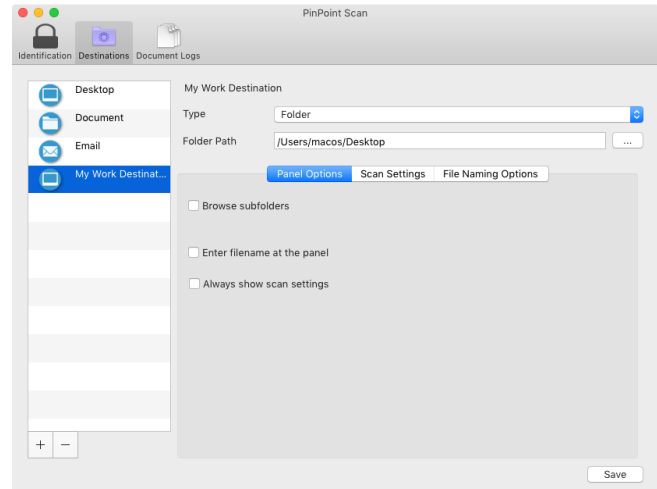 PinPoint Scan
Identification Destinations Document Logs
Desktop
Document
Email
My Work Destinat...
My Work Destination
Type Folder
Folder Path /Users/macos/Desktop ...
Panel Options Scan Settings File Naming Options
Browse subfolders
Enter filename at the panel
Always show scan settings
+ −
Save